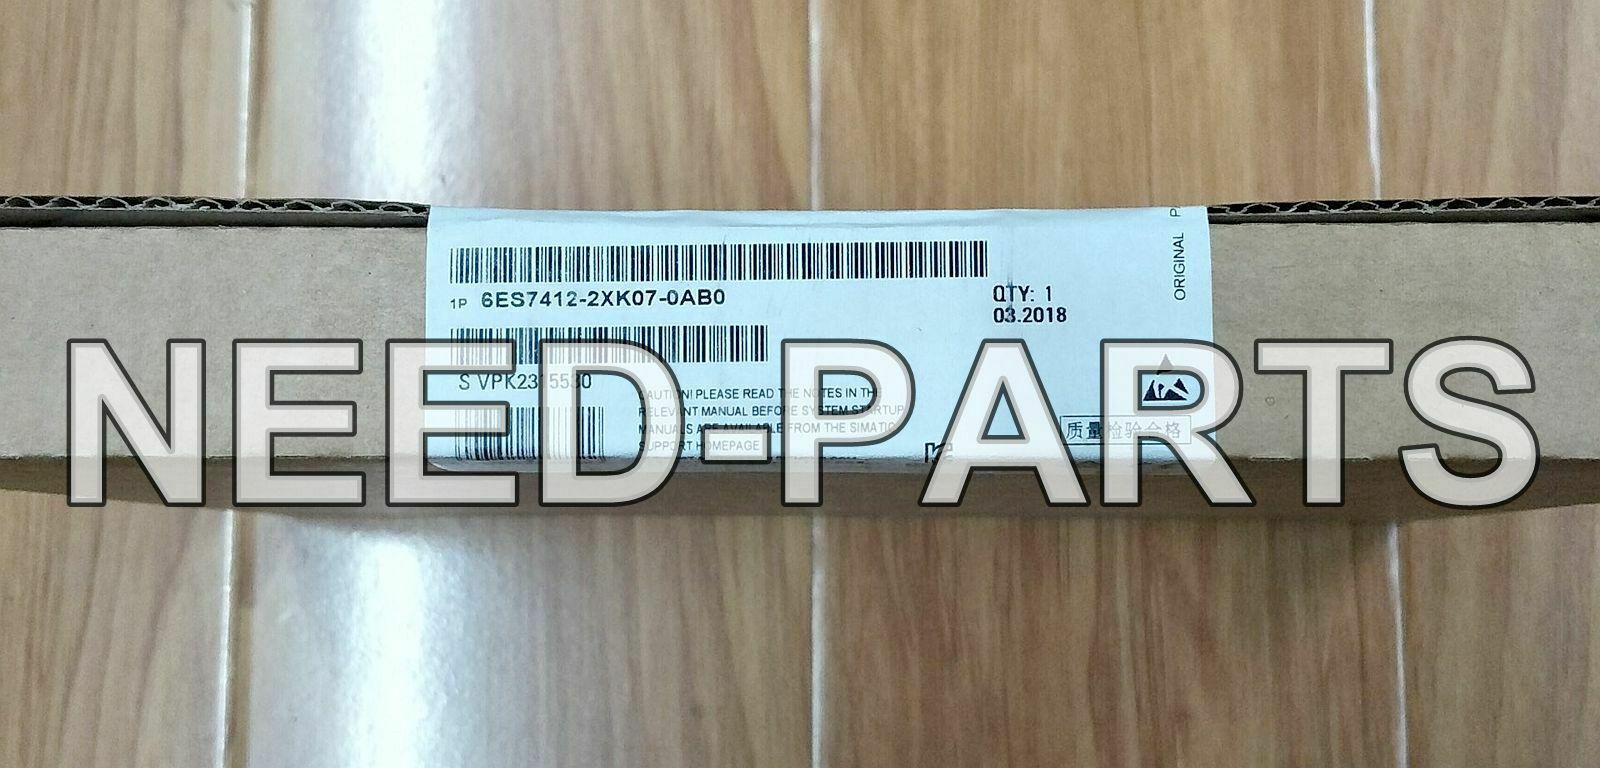 1P 6ES7412-2XK07-0AB0
QTY: 1
03.2018
S VPK2315530
CAUTION! PLEASE READ THE NOTES IN THE
RELEVANT MANUAL BEFORE SYSTEM STARTUP
MANUALS ARE AVAILABLE FROM THE SIMATIC
SUPPORT HOMEPAGE
ORIGINAL
质量检验合格
NEED-PARTS